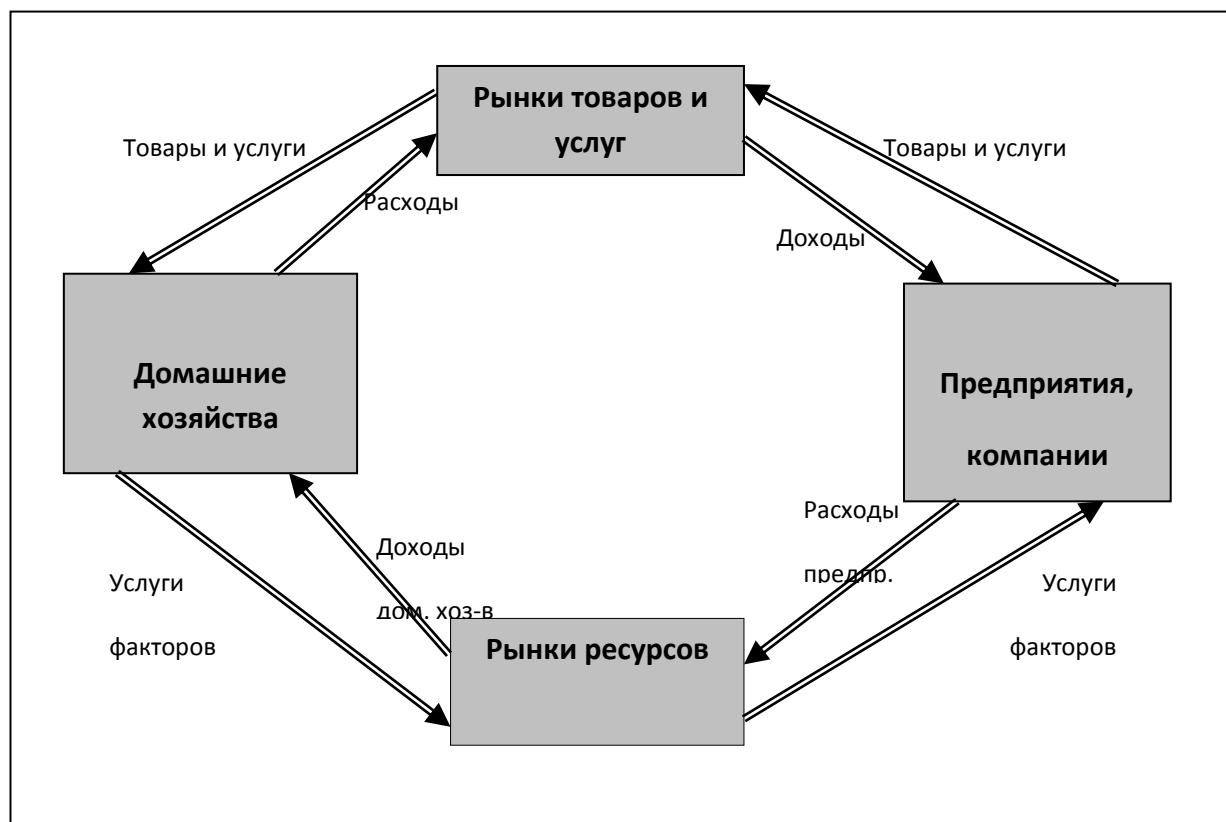 Рынки товаров и
услуг
Товары и услуги
Товары и услуги
Расходы
Доходы
Домашние
хозяйства
Предприятия,
компании
Расходы
предпр.
Доходы
дом. хоз-в
Услуги
факторов
Услуги
факторов
Рынки ресурсов